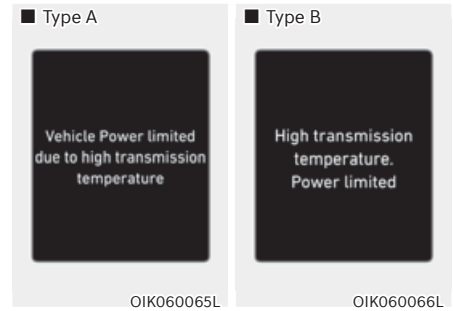 ■ Type A
Vehicle Power limited
due to high transmission
temperature
OIK060065L
■ Type B
High transmission
temperature.
Power limited
OIK060066L